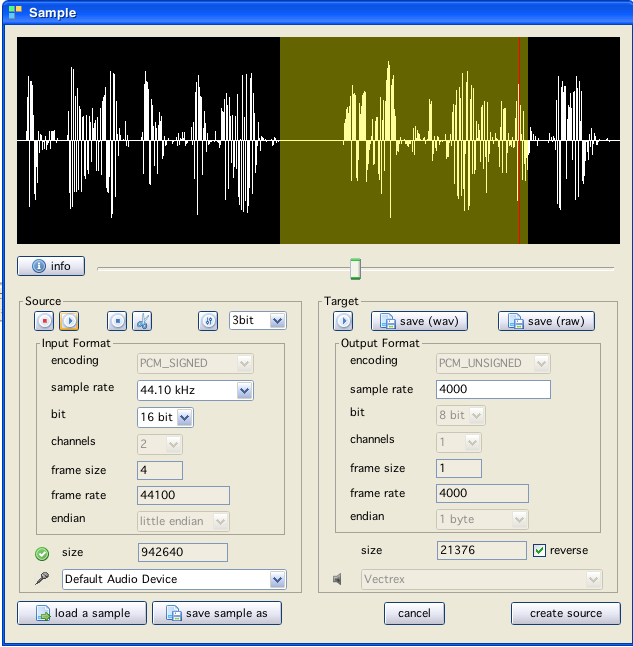 Sample
info
Source
Target
3bit
save (wav)
save (raw)
Input Format
Output Format
encoding PCM_SIGNED
encoding PCM_UNSIGNED
sample rate 44.10 kHz
sample rate 4000
bit 16 bit
bit 8 bit
channels 2
channels 1
frame size 4
frame size 1
frame rate 44100
frame rate 4000
endian little endian
endian 1 byte
size 942640
size 21376 reverse
Default Audio Device
Vectrex
load a sample
save sample as
cancel
create source